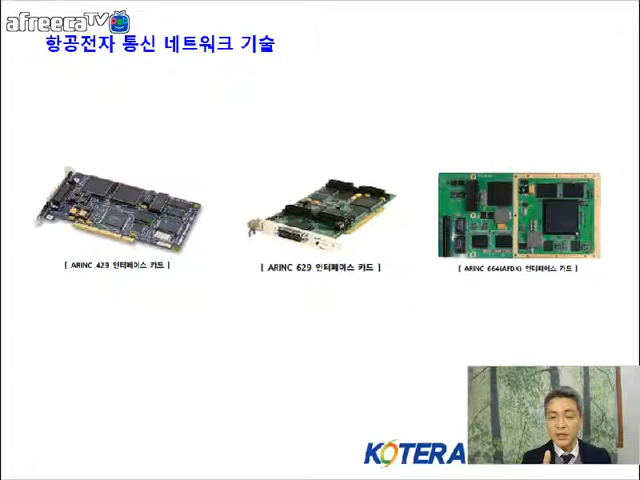 afreecaTV
항공전자 통신 네트워크 기술
[ ARINC 429 인터페이스 카드 ]
[ ARINC 629 인터페이스 카드 ]
[ ARINC 664(AFDX) 인터페이스 카드 ]
KOTERA